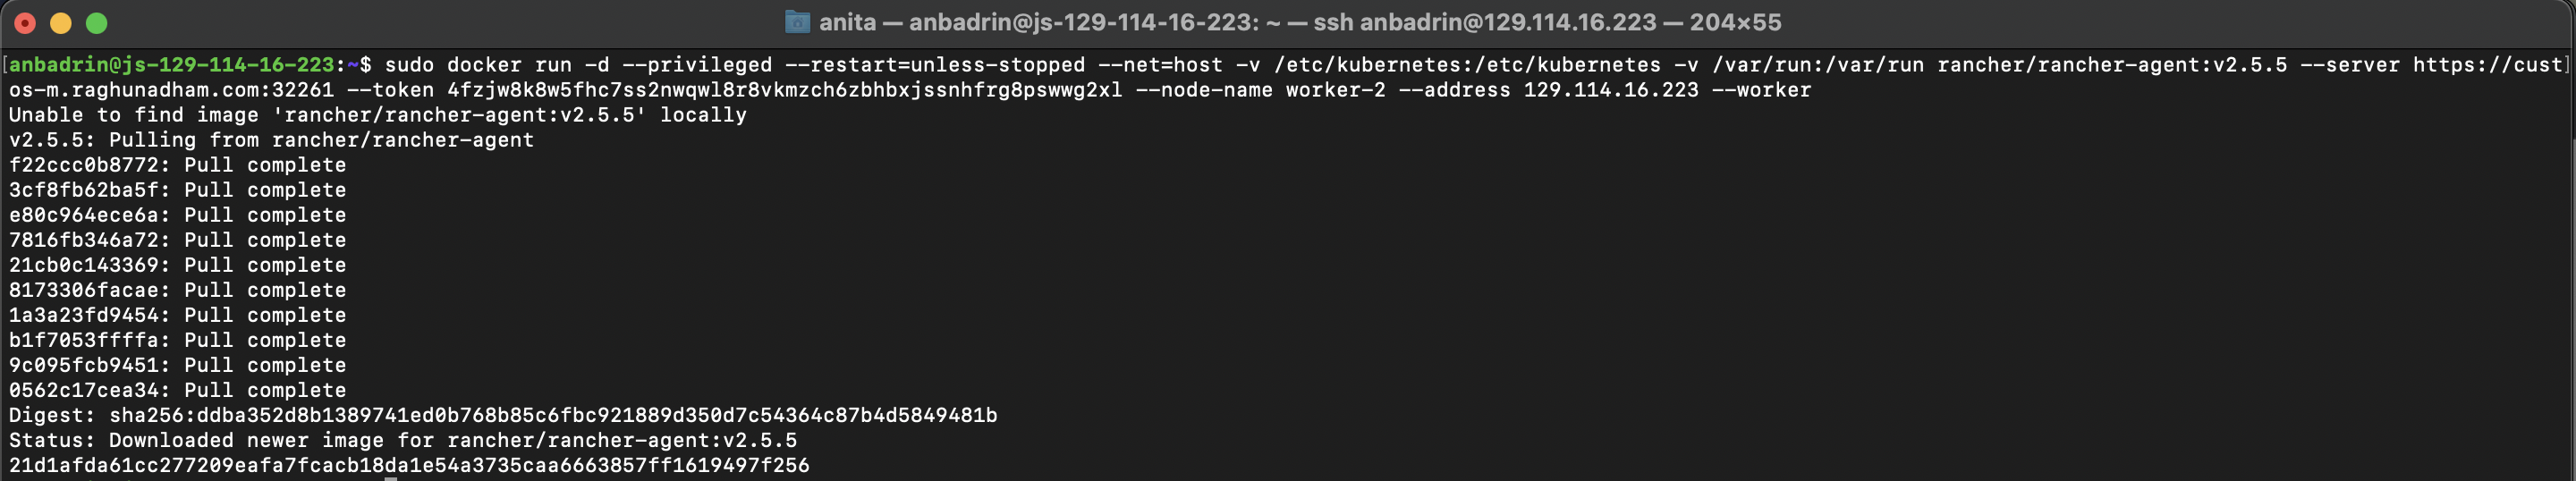 anita — anbadrin@js-129-114-16-223: ~ — ssh anbadrin@129.114.16.223 — 204×55
[anbadrin@js-129-114-16-223:~$ sudo docker run -d --privileged --restart=unless-stopped --net=host -v /etc/kubernetes:/etc/kubernetes -v /var/run:/var/run rancher/rancher-agent:v2.5.5 --server https://cust]
os-m.raghunadham.com:32261 --token 4fzjw8k8w5fhc7ss2nwqwl8r8vkmzch6zbhbxjssnhfrg8pswwg2xl --node-name worker-2 --address 129.114.16.223 --worker
Unable to find image 'rancher/rancher-agent:v2.5.5' locally
v2.5.5: Pulling from rancher/rancher-agent
f22ccc0b8772: Pull complete
3cf8fb62ba5f: Pull complete
e80c964ece6a: Pull complete
7816fb346a72: Pull complete
21cb0c143369: Pull complete
8173306facae: Pull complete
1a3a23fd9454: Pull complete
b1f7053ffffa: Pull complete
9c095fcb9451: Pull complete
0562c17cea34: Pull complete
Digest: sha256:ddba352d8b1389741ed0b768b85c6fbc921889d350d7c54364c87b4d5849481b
Status: Downloaded newer image for rancher/rancher-agent:v2.5.5
21d1afda61cc277209eafa7fcacb18da1e54a3735caa6663857ff1619497f256